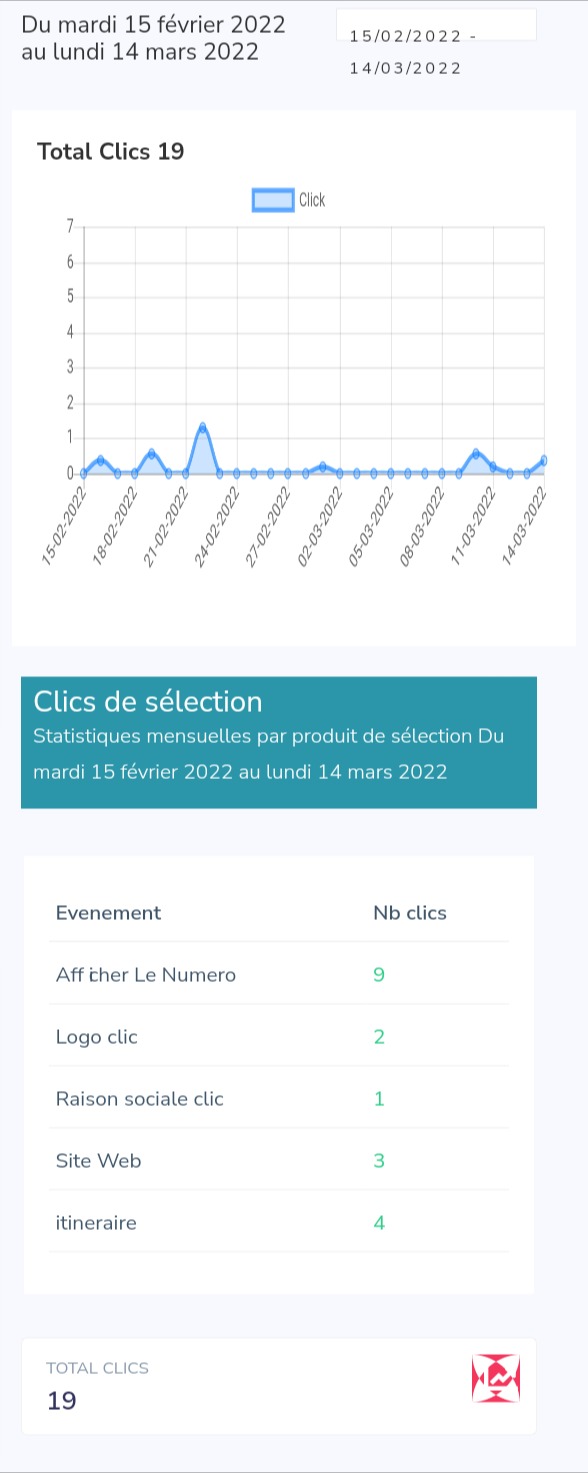 Du mardi 15 février 2022
au lundi 14 mars 2022
15/02/2022 -
14/03/2022
Total Clics 19
Click
7
6
5
4
3
2
1
0
15-02-2022
18-02-2022
21-02-2022
24-02-2022
27-02-2022
02-03-2022
05-03-2022
08-03-2022
11-03-2022
14-03-2022
Clics de sélection
Statistiques mensuelles par produit de sélection Du
mardi 15 février 2022 au lundi 14 mars 2022
Evenement Nb clics
Afficher Le Numero 9
Logo clic 2
Raison sociale clic 1
Site Web 3
itineraire 4
TOTAL CLICS
19